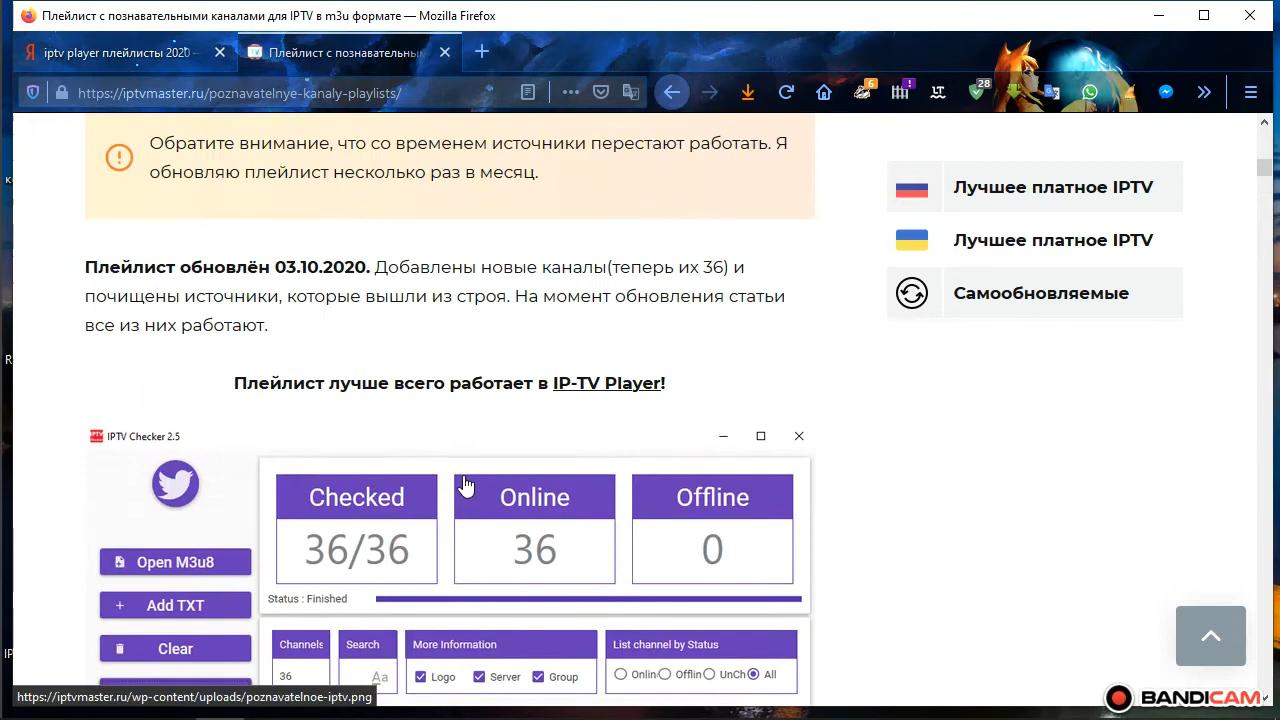 Плейлист с познавательными каналами для IPTV в m3u формате — Mozilla Firefox
iptv player плейлисты 2020 –
Плейлист с познавательным
https://iptvmaster.ru/poznavatelnye-kanaly-playlists/
6
!
28
Обратите внимание, что со временем источники перестают работать. Я
обновляю плейлист несколько раз в месяц.
Лучшее платное IPTV
Лучшее платное IPTV
Самообновляемые
Плейлист обновлён 03.10.2020. Добавлены новые каналы(теперь их 36) и
почищены источники, которые вышли из строя. На момент обновления статьи
все из них работают.
Плейлист лучше всего работает в IP-TV Player!
IPTV Checker 2.5
Checked
Online
Offline
36/36
36
0
Open M3u8
Add TXT
Clear
Status : Finished
Channels
Search
More Information
List channel by Status
36
Aa
Logo
Server
Group
Onlin
Offlin
UnCh
All
https://iptvmaster.ru/wp-content/uploads/poznavatelnoe-iptv.png
BANDICAM